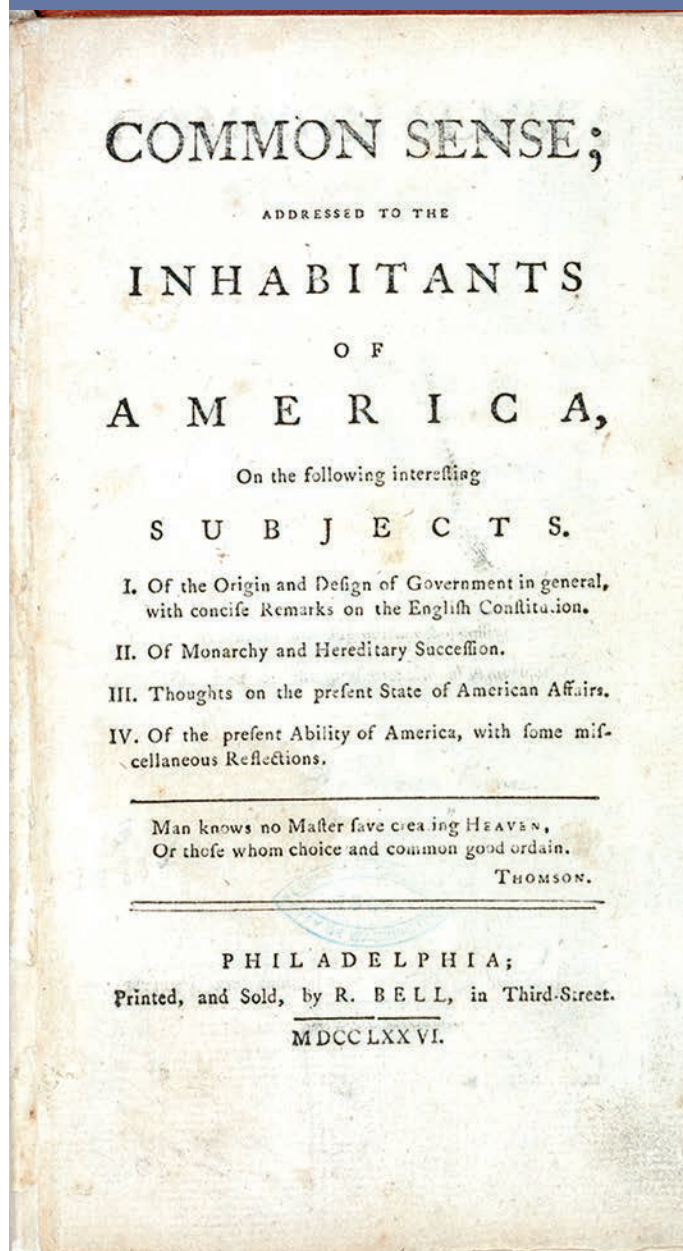 COMMON SENSE;
ADDRESSED TO THE
INHABITANTS
OF
AMERICA,
On the following intereſting
SUBJECTS.
I. Of the Origin and Deſign of Government in general,
with conciſe Remarks on the Engliſh Conſtitu.ion.
II. Of Monarchy and Hereditary Succeſſion.
III. Thoughts on the preſent State of American Affairs.
IV. Of the preſent Ability of America, with ſome miſ-
cellaneous Reflections.
Man knows no Maſter ſave crea.ing HEAVEN,
Or thoſe whom choice and common good ordain.
THOMSON.
PHILADELPHIA;
Printed, and Sold, by R. BELL, in Third-Street.
MDCCLXXVI.